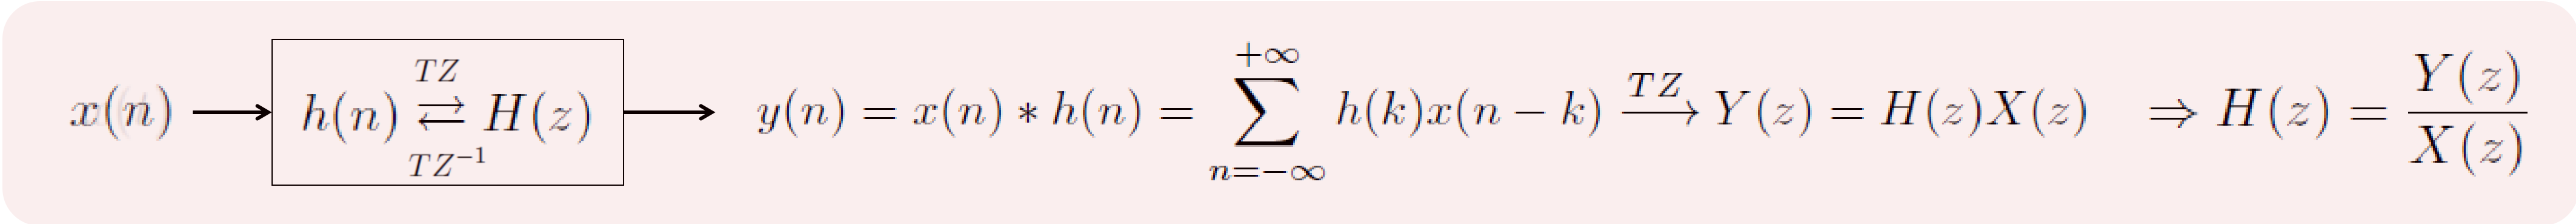 x(n) → h(n) TZ ⇄ TZ⁻¹ H(z) → y(n) = x(n) * h(n) = ∑_{n=-∞}^{+∞} h(k)x(n − k) TZ→ Y(z) = H(z)X(z) ⇒ H(z) = Y(z)/X(z)